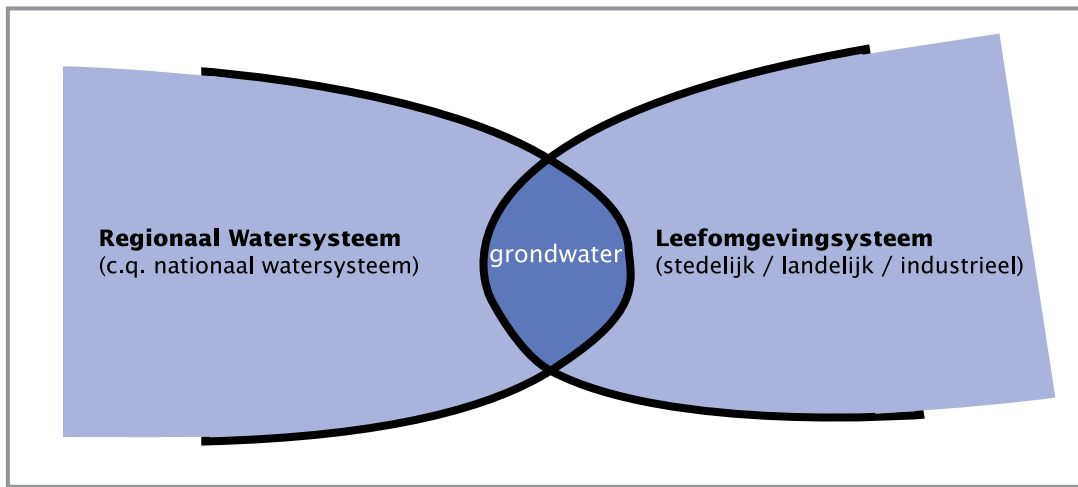 Regionaal Watersysteem
(c.q. nationaal watersysteem)
grondwater
Leefomgevingsysteem
(stedelijk / landelijk / industrieel)